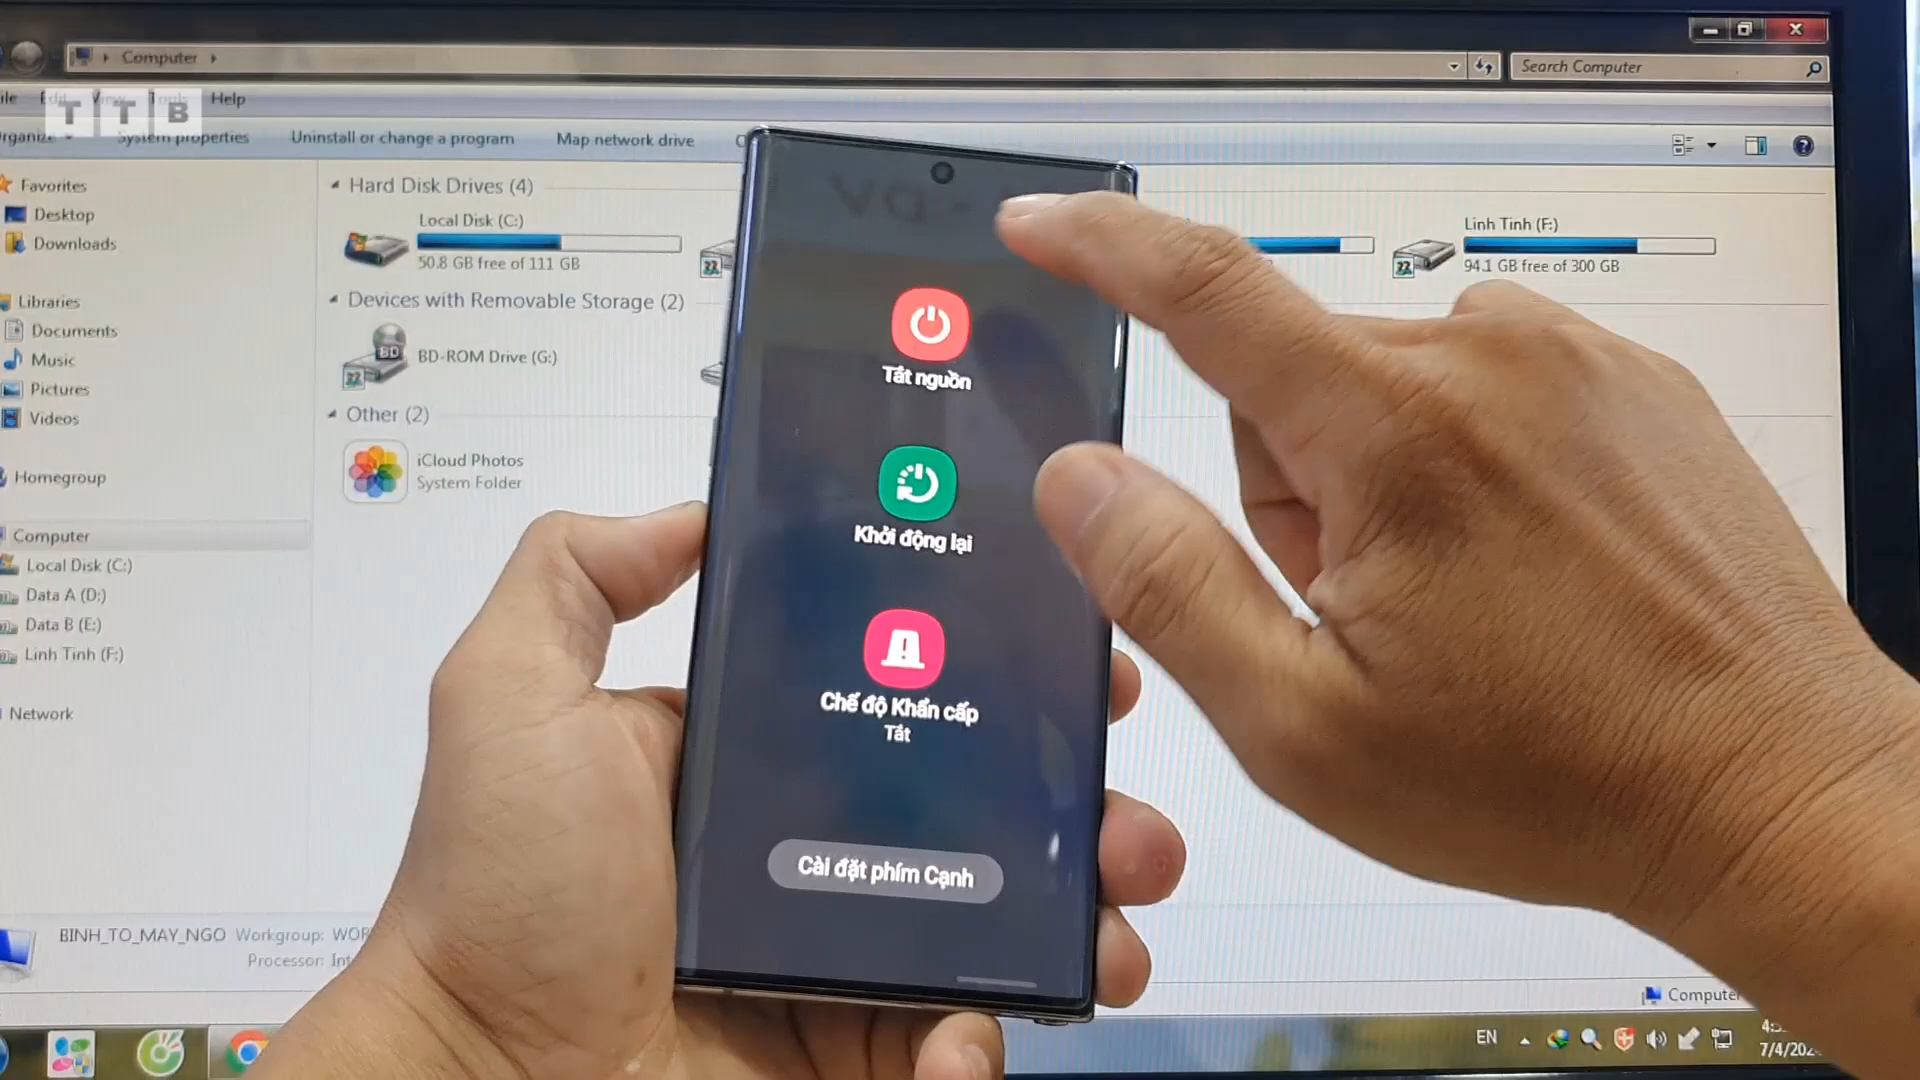 Computer
Search Computer
T T B
View
Tools
Help
System properties
Uninstall or change a program
Map network drive
Favorites
Desktop
Downloads
Libraries
Documents
Music
Pictures
Videos
Homegroup
Computer
Local Disk (C:)
Data A (D:)
Data B (E:)
Linh Tinh (F:)
Network
Hard Disk Drives (4)
Local Disk (C:)
50.8 GB free of 111 GB
Linh Tinh (F:)
94.1 GB free of 300 GB
Devices with Removable Storage (2)
BD-ROM Drive (G:)
BD
Other (2)
iCloud Photos
System Folder
Tắt nguồn
Khởi động lại
Chế độ Khẩn cấp
Tắt
Cài đặt phím Cạnh
BINH_TO_MAY_NGO Workgroup:
Processor:
Computer
EN